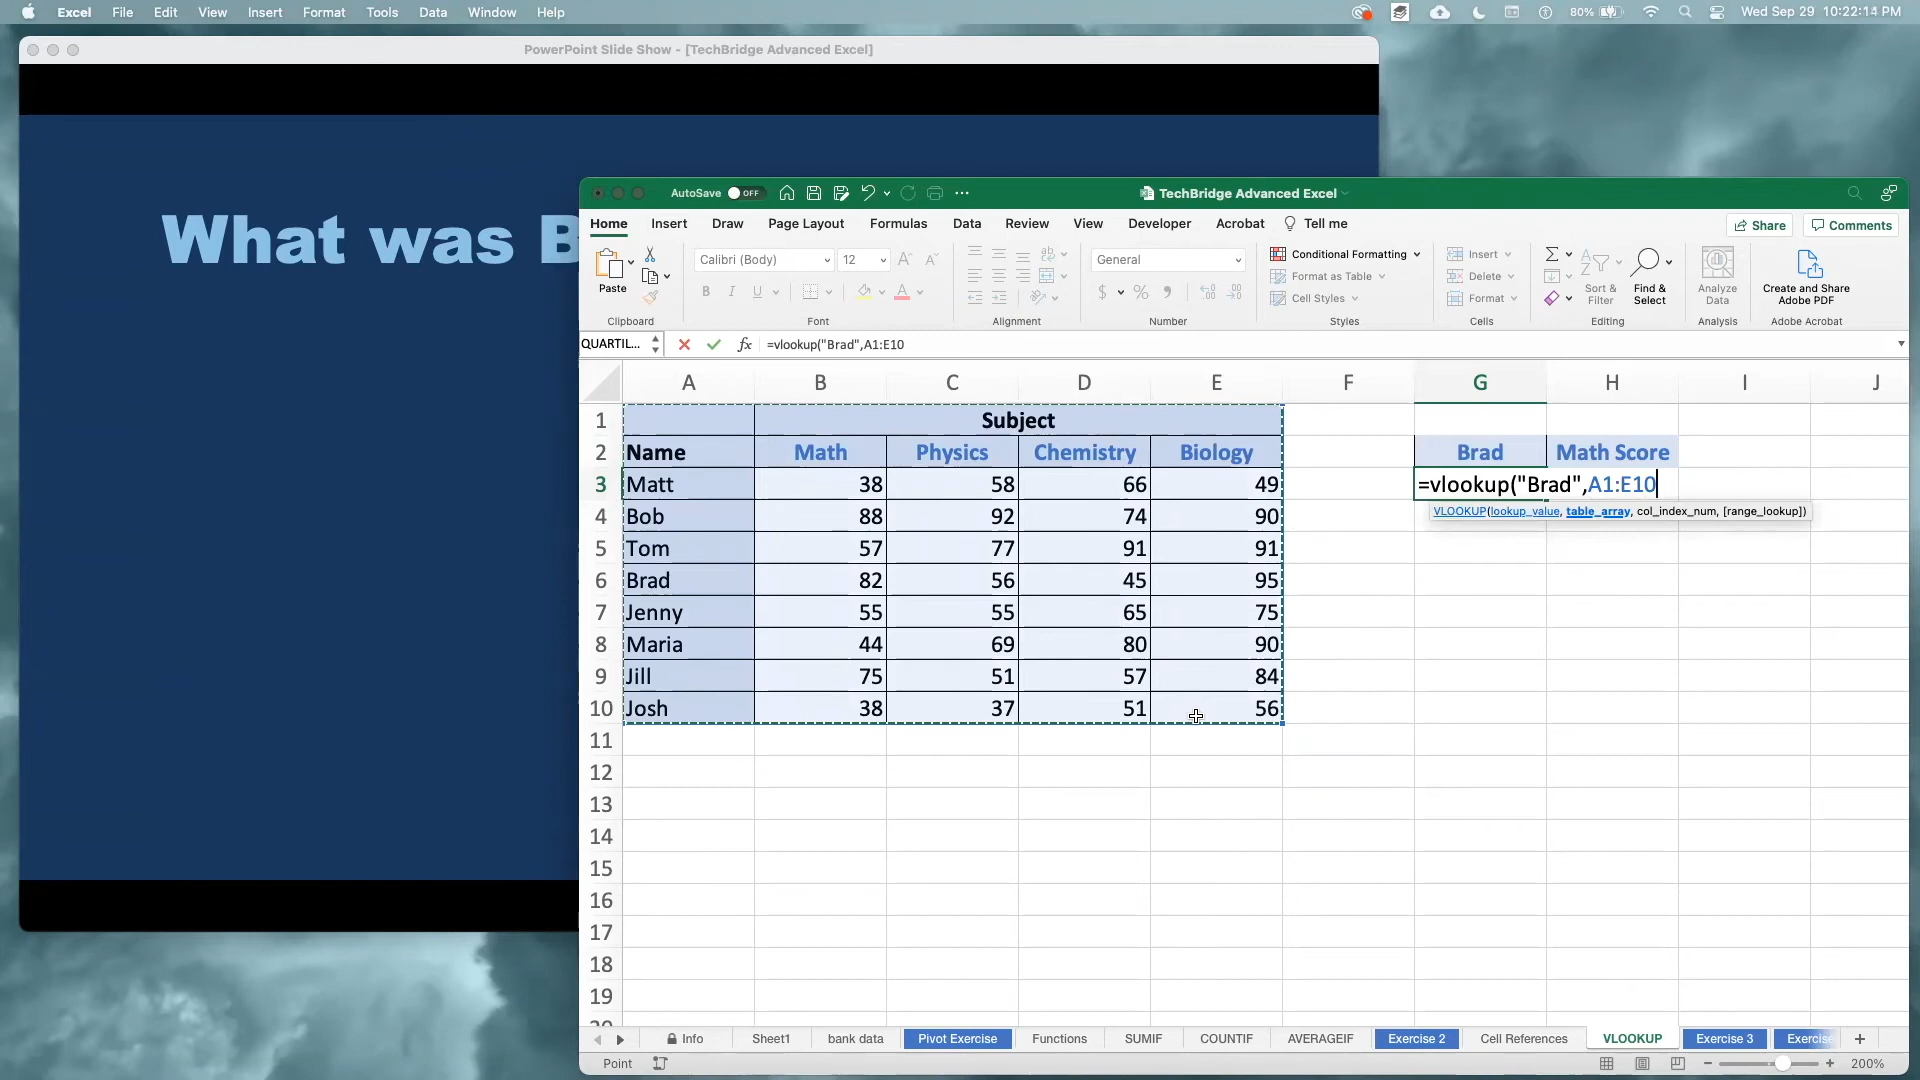 Excel File Edit View Insert Format Tools Data Window Help
80% Wed Sep 29 10:22:14 PM
PowerPoint Slide Show - [TechBridge Advanced Excel]
What was B
AutoSave OFF
TechBridge Advanced Excel
Home Insert Draw Page Layout Formulas Data Review View Developer Acrobat Tell me
Share Comments
Paste
Clipboard
Calibri (Body) 12
B I U A
Font
ab
Alignment
General
$ % ,
Number
Conditional Formatting
Format as Table
Cell Styles
Styles
Insert
Delete
Format
Cells
Sort & Filter
Find & Select
Editing
Analyze Data
Analysis
Create and Share Adobe PDF
Adobe Acrobat
QUARTIL... fx =vlookup("Brad",A1:E10
A B C D E F G H I J
1 Subject
2 Name Math Physics Chemistry Biology Brad Math Score
3 Matt 38 58 66 49 =vlookup("Brad",A1:E10
VLOOKUP(lookup_value, table_array, col_index_num, [range_lookup])
4 Bob 88 92 74 90
5 Tom 57 77 91 91
6 Brad 82 56 45 95
7 Jenny 55 55 65 75
8 Maria 44 69 80 90
9 Jill 75 51 57 84
10 Josh 38 37 51 56
11
12
13
14
15
16
17
18
19
Info Sheet1 bank data Pivot Exercise Functions SUMIF COUNTIF AVERAGEIF Exercise 2 Cell References VLOOKUP Exercise 3 Exercise +
Point
200%